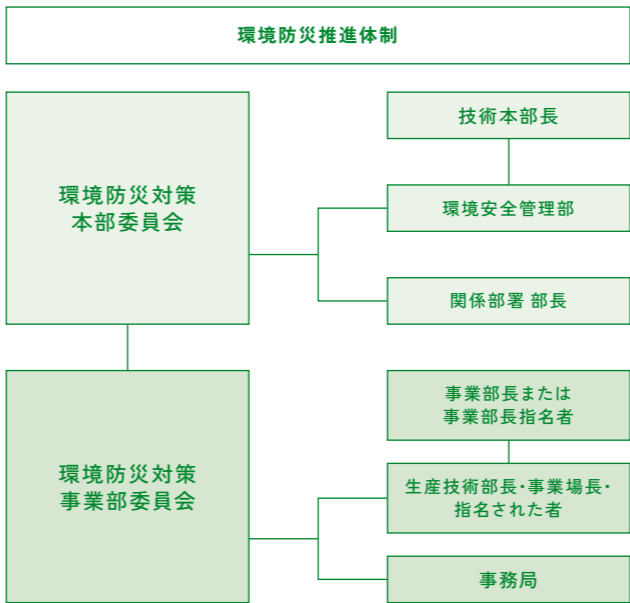 環境防災推進体制
環境防災対策
本部委員会
技術本部長
環境安全管理部
関係部署 部長
環境防災対策
事業部委員会
事業部長または
事業部長指名者
生産技術部長・事業場長・
指名された者
事務局